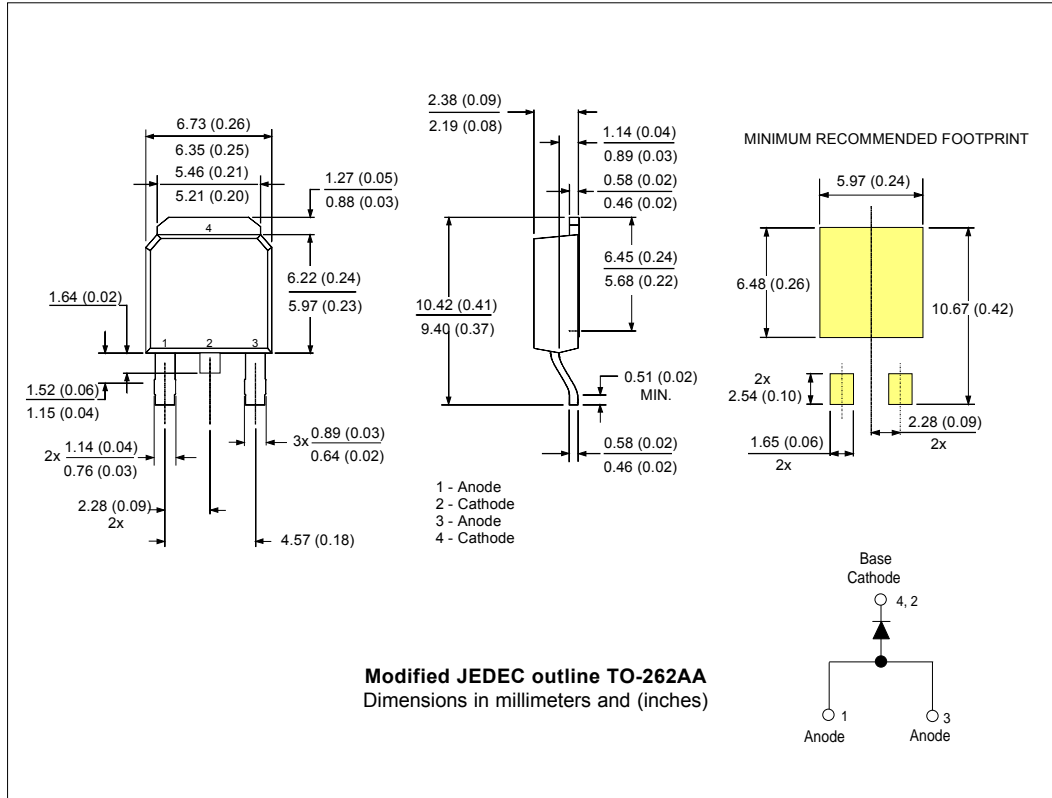 6.73 (0.26)
6.35 (0.25)
5.46 (0.21)
5.21 (0.20)
1.27 (0.05)
0.88 (0.03)
4
6.22 (0.24)
5.97 (0.23)
1.64 (0.02)
1 2 3
1.52 (0.06)
1.15 (0.04)
2x 1.14 (0.04)
0.76 (0.03)
3x 0.89 (0.03)
0.64 (0.02)
2.28 (0.09)
2x
4.57 (0.18)
2.38 (0.09)
2.19 (0.08)
1.14 (0.04)
0.89 (0.03)
0.58 (0.02)
0.46 (0.02)
6.45 (0.24)
5.68 (0.22)
10.42 (0.41)
9.40 (0.37)
0.51 (0.02)
MIN.
0.58 (0.02)
0.46 (0.02)
1 - Anode
2 - Cathode
3 - Anode
4 - Cathode
MINIMUM RECOMMENDED FOOTPRINT
5.97 (0.24)
6.48 (0.26)
10.67 (0.42)
2x
2.54 (0.10)
2.28 (0.09)
2x
1.65 (0.06)
2x
Base
Cathode
4, 2
1
Anode
3
Anode
Modified JEDEC outline TO-262AA
Dimensions in millimeters and (inches)